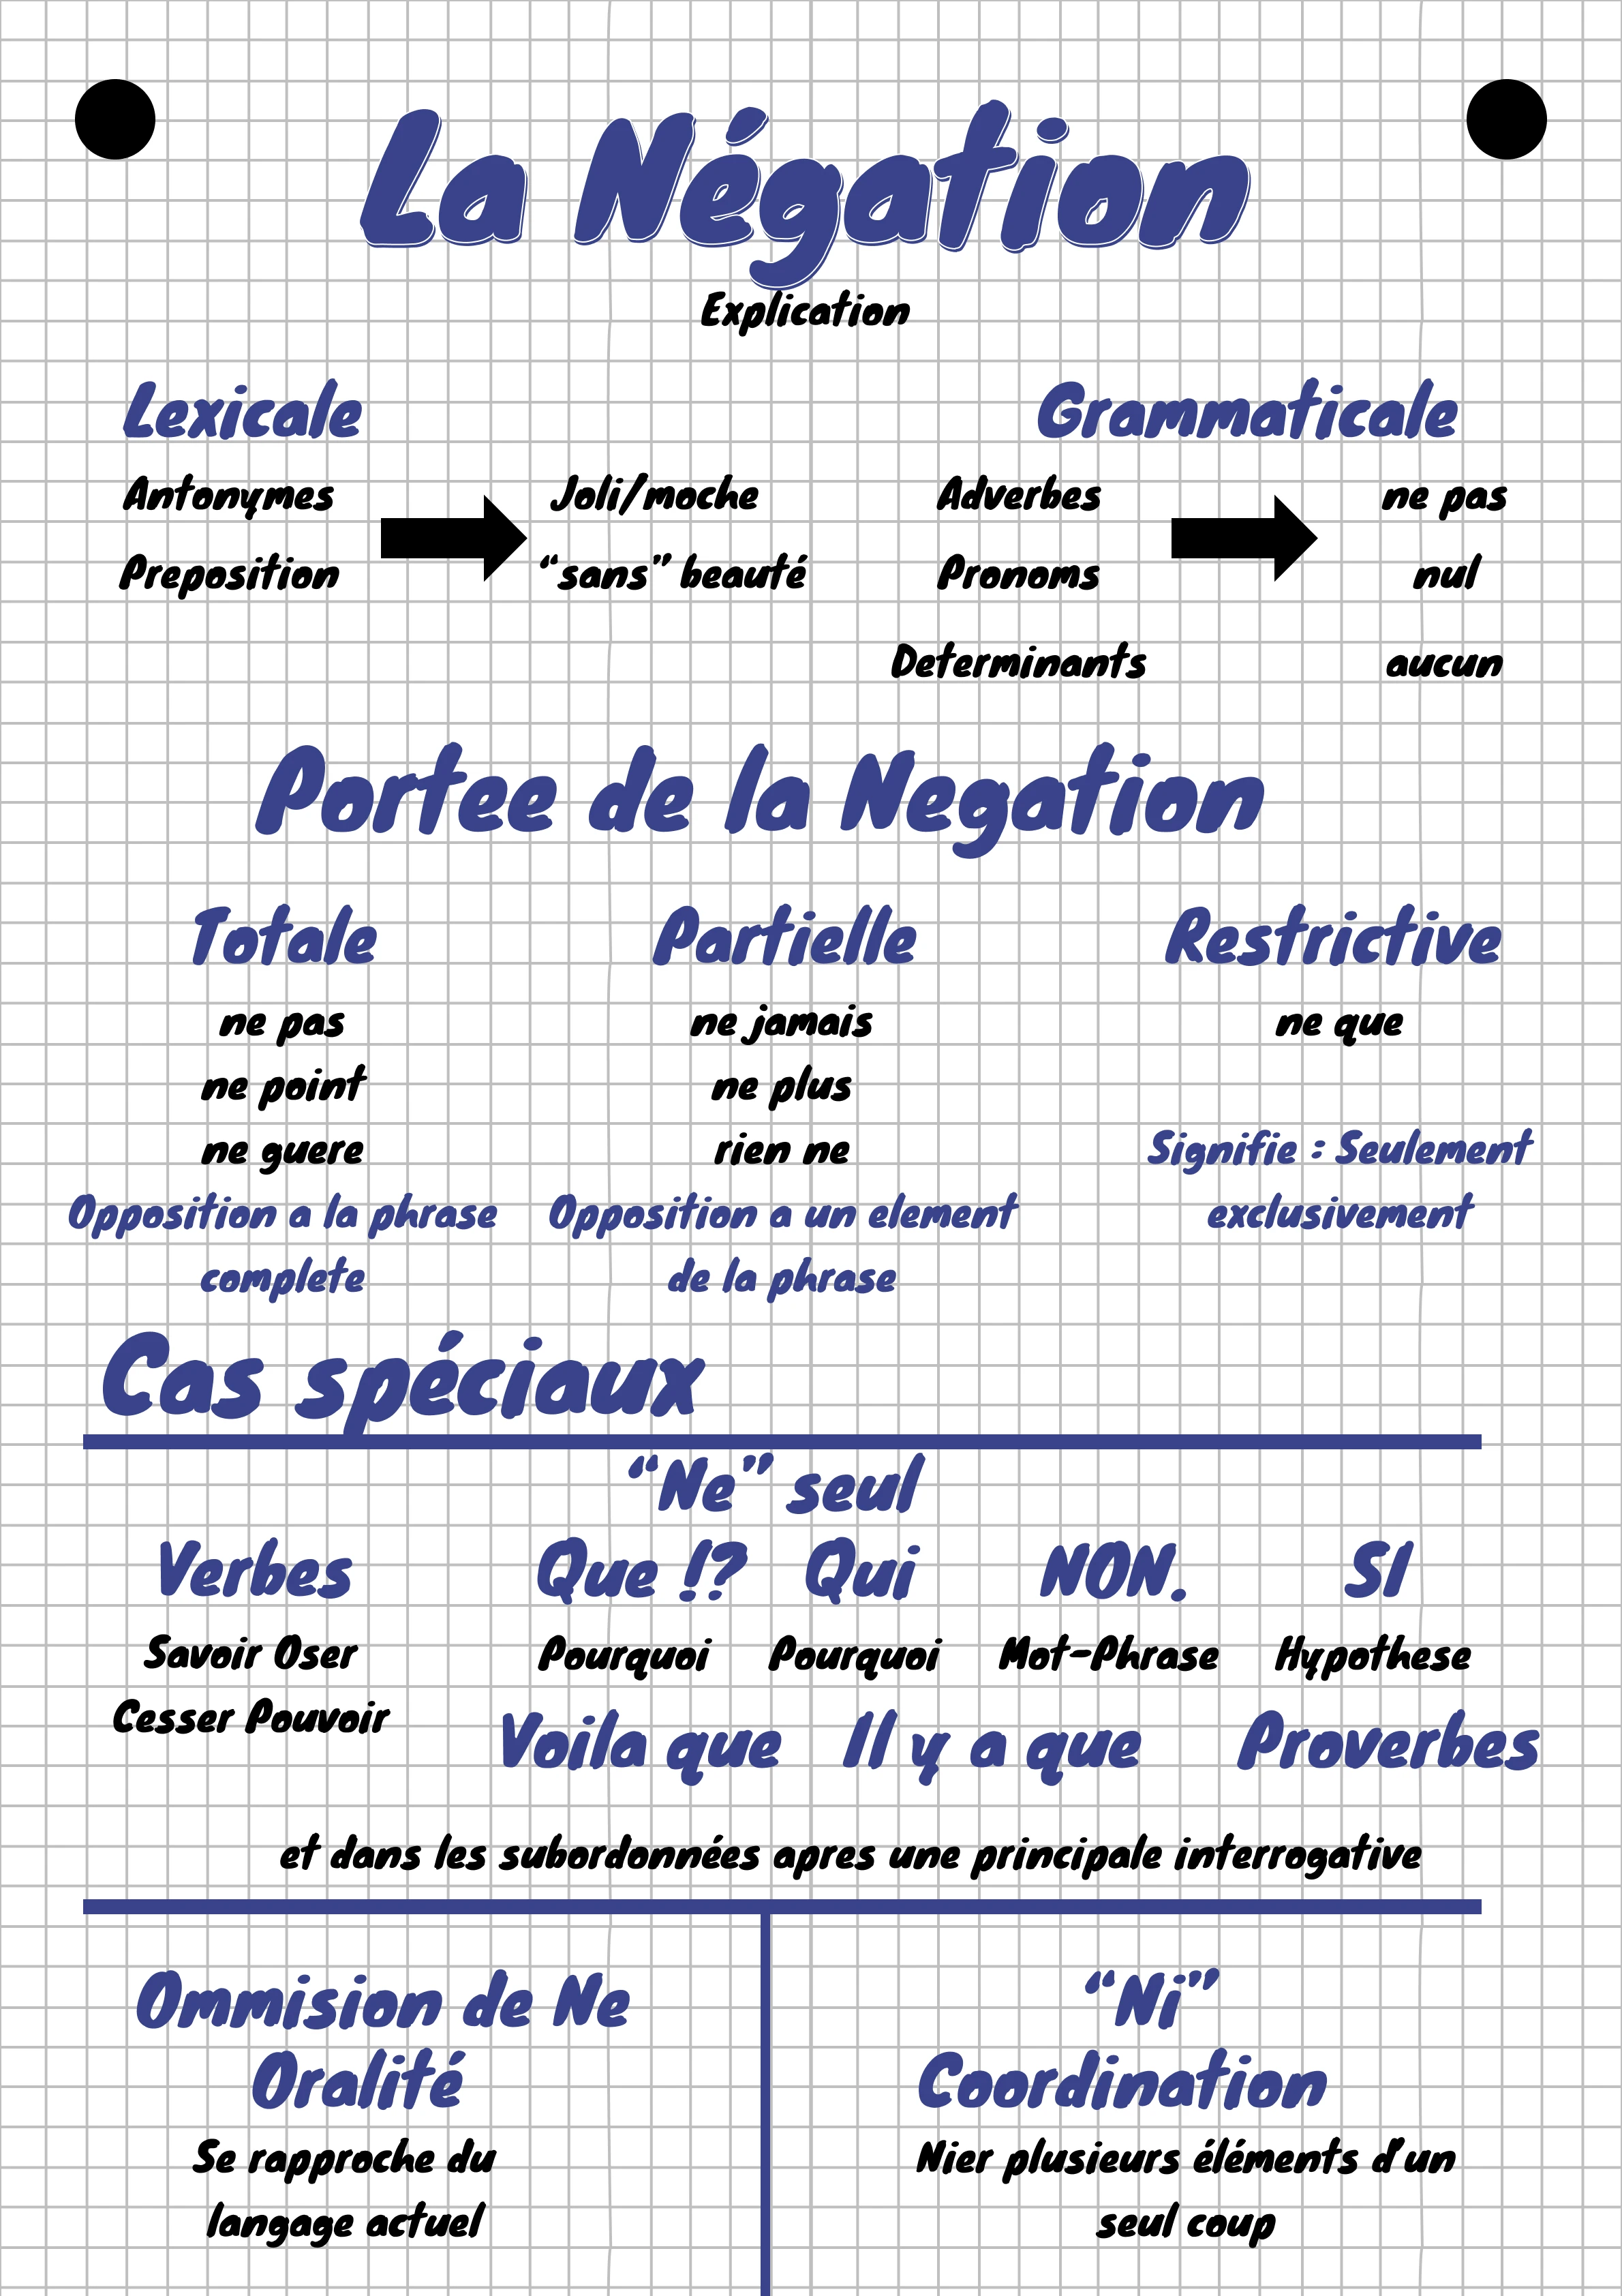 La Négation
Explication
Lexicale
Grammaticale
Antonymes
Joli/moche
Adverbes
ne pas
Preposition
“sans” beauté
Pronoms
nul
Determinants
aucun
Portee de la Negation
Totale
Partielle
Restrictive
ne pas
ne jamais
ne que
ne point
ne plus
ne guere
rien ne
Signifie : Seulement
Opposition a la phrase
Opposition a un element
exclusivement
complete
de la phrase
Cas spéciaux
“Ne” seul
Verbes
Que !?
Qui
NON.
SI
Savoir Oser
Pourquoi
Pourquoi
Mot-Phrase
Hypothese
Cesser Pouvoir
Voila que
Il y a que
Proverbes
et dans les subordonnées apres une principale interrogative
Ommision de Ne
Oralité
Se rapproche du
langage actuel
“Ni”
Coordination
Nier plusieurs éléments d'un
seul coup